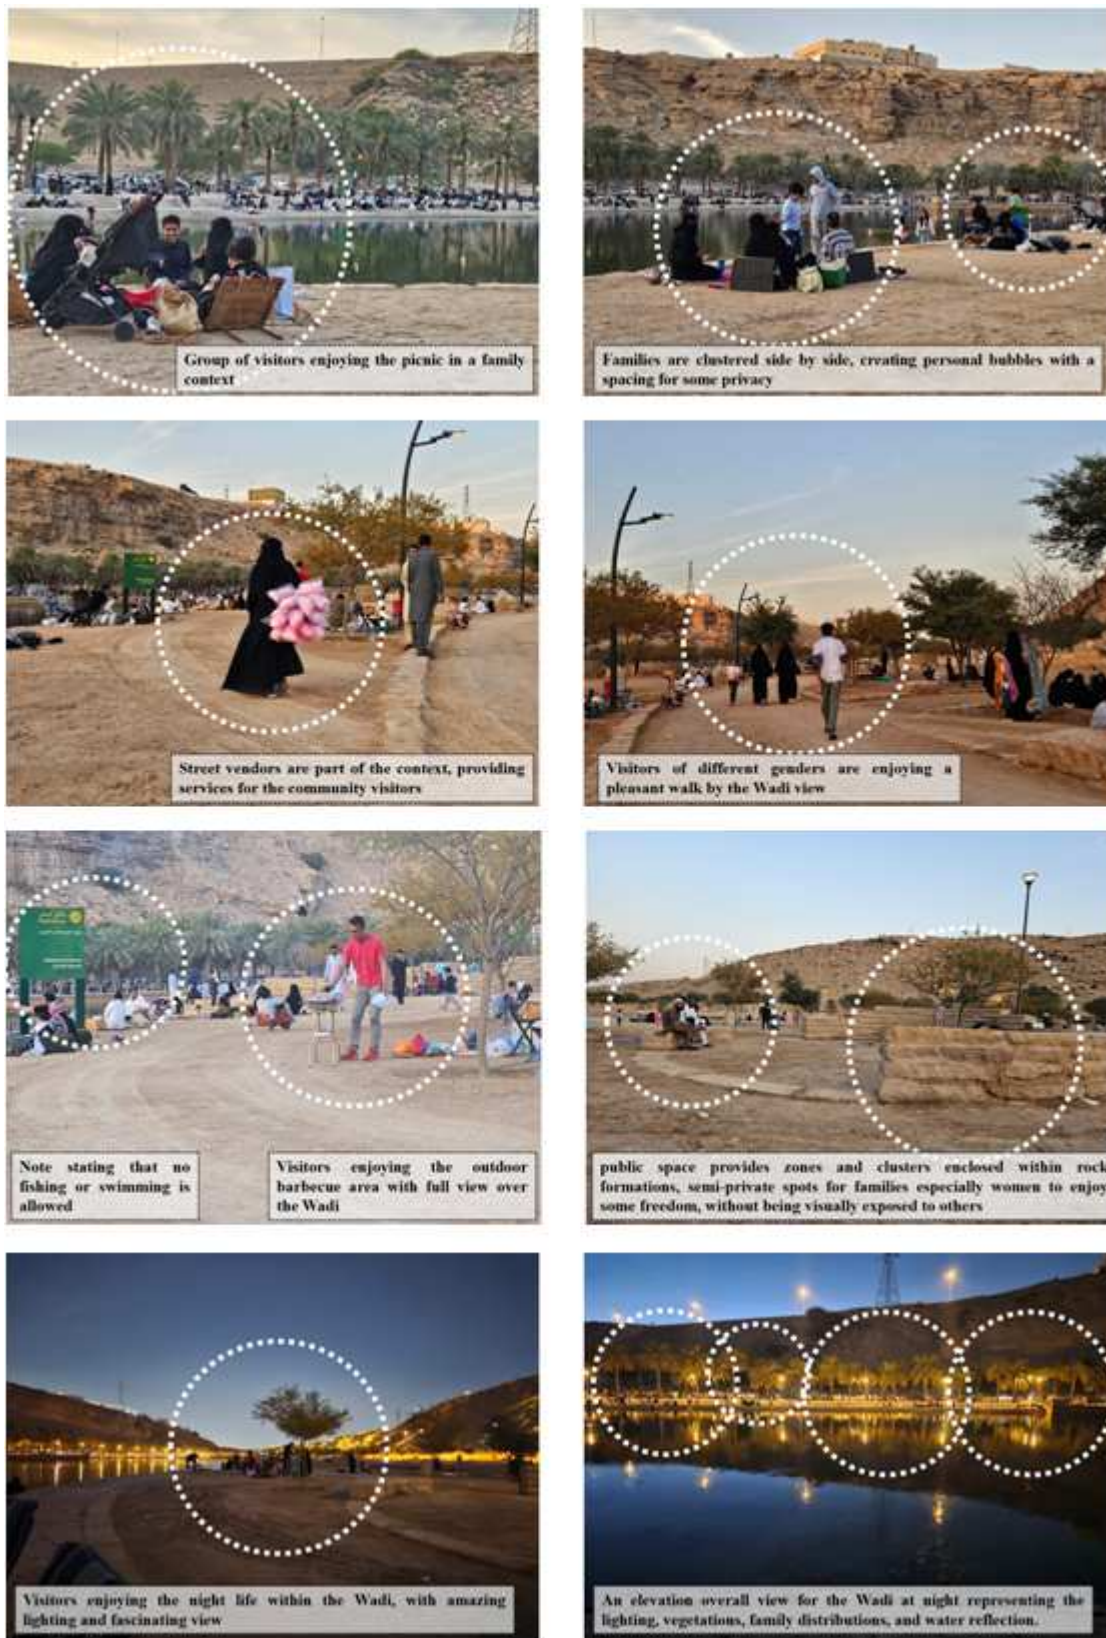 Group of visitors enjoying the picnic in a family
context
Families are clustered side by side, creating personal bubbles with a
spacing for some privacy
Street vendors are part of the context, providing
services for the community visitors
Visitors of different genders are enjoying a
pleasant walk by the Wadi view
Note stating that no
fishing or swimming is
allowed
Visitors enjoying the outdoor
barbecue area with full view over
the Wadi
public space provides zones and clusters enclosed within rock
formations, semi-private spots for families especially women to enjoy
some freedom, without being visually exposed to others
Visitors enjoying the night life within the Wadi, with amazing
lighting and fascinating view
An elevation overall view for the Wadi at night representing the
lighting, vegetations, family distributions, and water reflection.